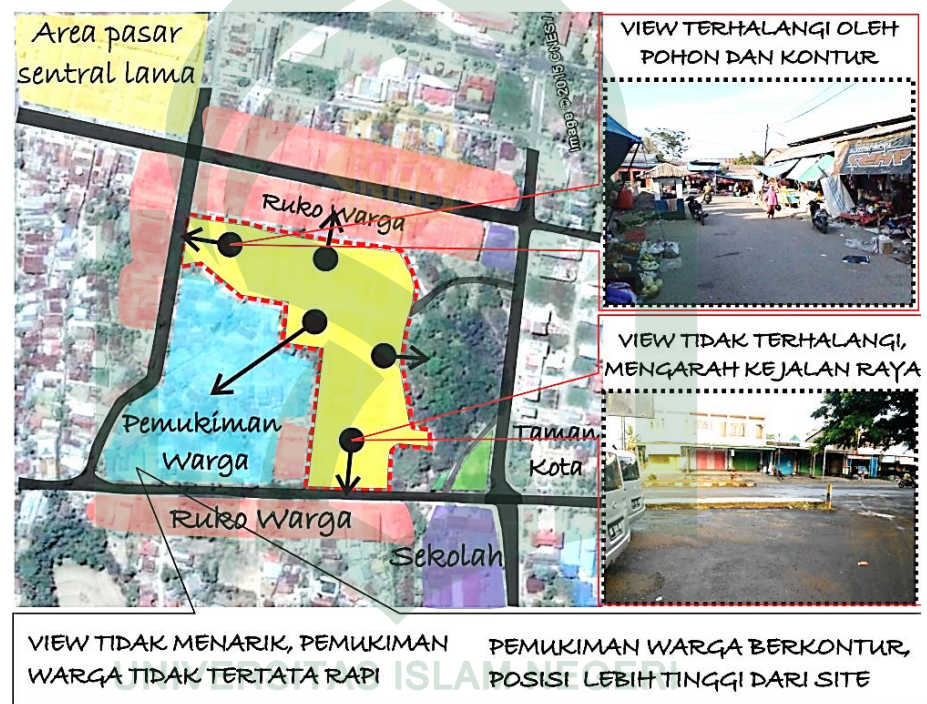 Area pasar
sentral lama
Image © 2015 CNES/
VIEW TERHALANGI OLEH
POHON DAN KONTUR
Ruko Warga
VIEW TIDAK TERHALANGI,
MENGARAH KE JALAN RAYA
Pemukiman
Warga
Taman
Kota
Ruko Warga
Sekolah
VIEW TIDAK MENARIK, PEMUKIMAN
WARGA TIDAK TERTATA RAPI
PEMUKIMAN WARGA BERKONTUR,
POSISI LEBIH TINGGI DARI SITE
UNIVERSITAS ISLAM NEGERI